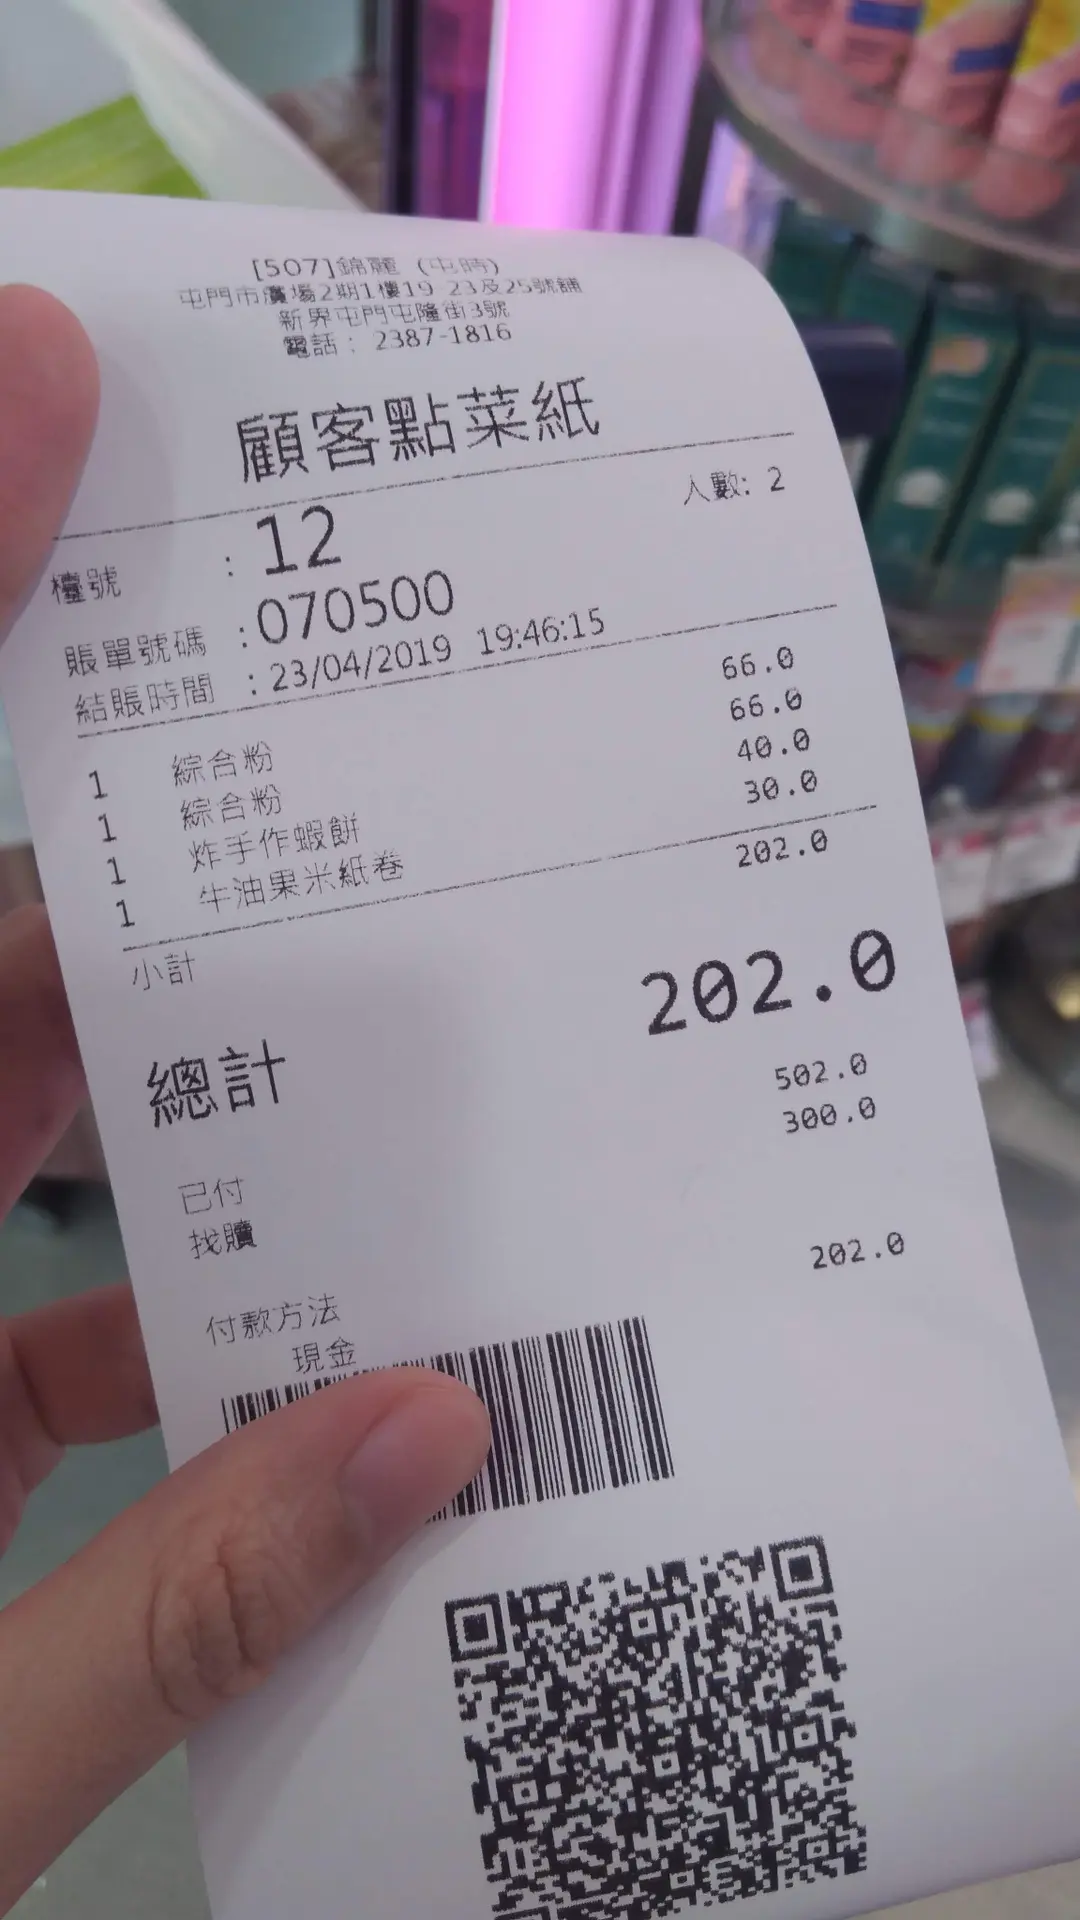 [507]錦麗 (屯時)
屯門市廣場2期1樓19 23及25號舖
新界屯門屯隆街3號
電話： 2387-1816
顧客點菜紙
人數: 2
檯號 : 12
賬單號碼 : 070500
結賬時間 : 23/04/2019 19:46:15
1 綜合粉 66.0
1 綜合粉 66.0
1 炸手作蝦餅 40.0
1 牛油果米紙卷 30.0
小計 202.0
總計 202.0
已付 502.0
找贖 300.0
付款方法
現金 202.0